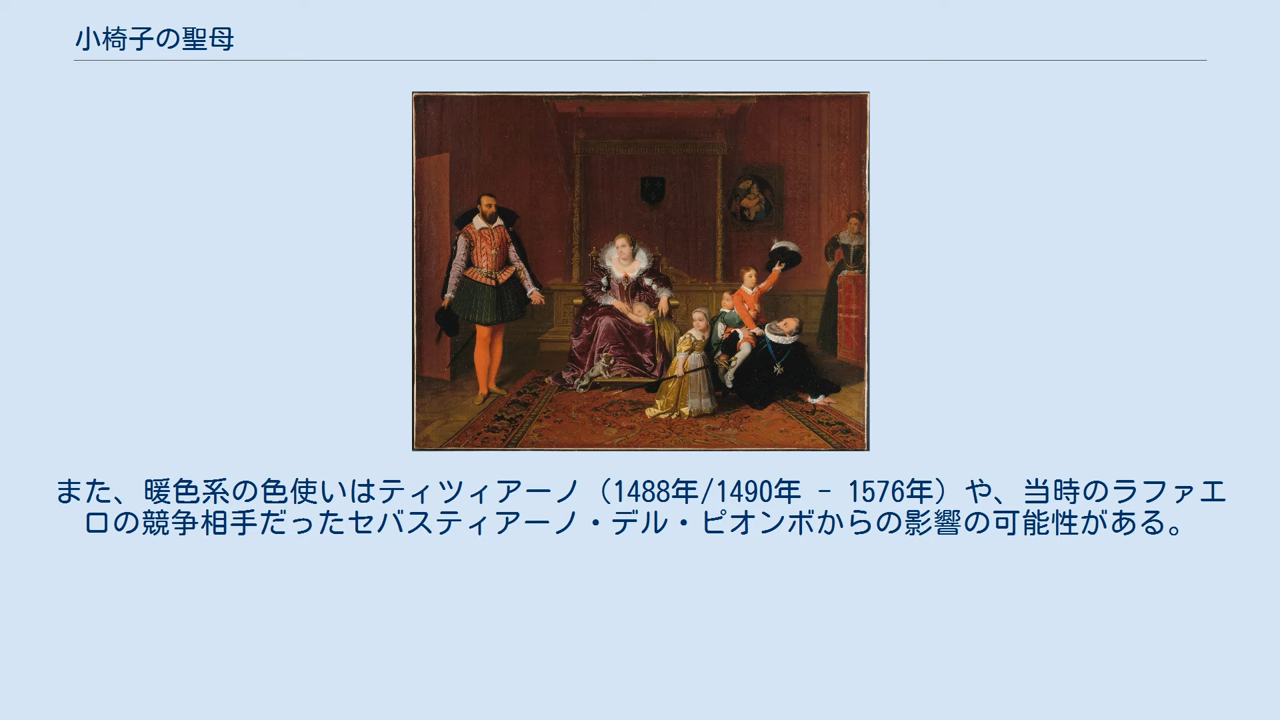 小椅子の聖母
また、暖色系の色使いはティツィアーノ（1488年/1490年 - 1576年）や、当時のラファエ
ロの競争相手だったセバスティアーノ・デル・ピオンボからの影響の可能性がある。